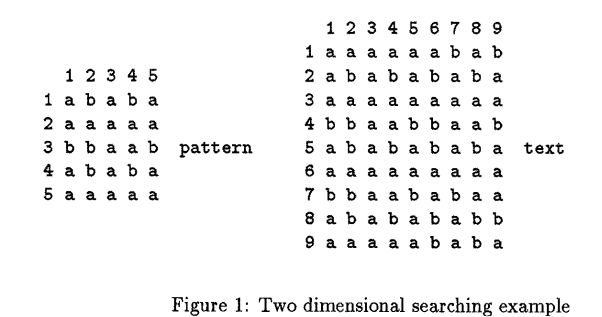 1 2 3 4 5
1 a b a b a
2 a a a a a
3 b b a a b pattern
4 a b a b a
5 a a a a a
1 2 3 4 5 6 7 8 9
1 a a a a a a b a b
2 a b a b a b a b a
3 a a a a a a a a a
4 b b a a b b a a b
5 a b a b a b a b a text
6 a a a a a a a a a
7 b b a a b a b a a
8 a b a b a b a b b
9 a a a a a b a b a
Figure 1: Two dimensional searching example